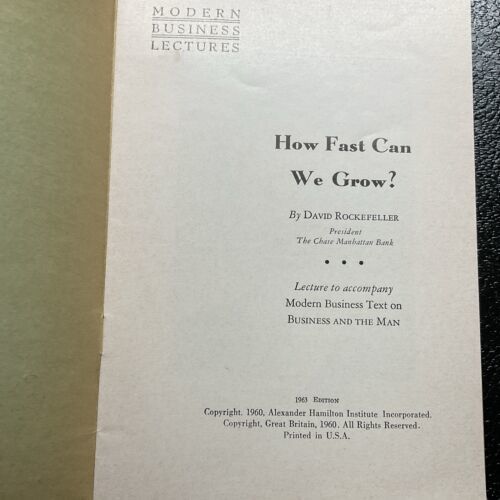 MODERN
BUSINESS
LECTURES
How Fast Can
We Grow?
By DAVID ROCKEFELLER
President
The Chase Manhattan Bank
• • •
Lecture to accompany
Modern Business Text on
BUSINESS AND THE MAN
1963 EDITION
Copyright, 1960, Alexander Hamilton Institute Incorporated.
Copyright, Great Britain, 1960. All Rights Reserved.
Printed in U.S.A.